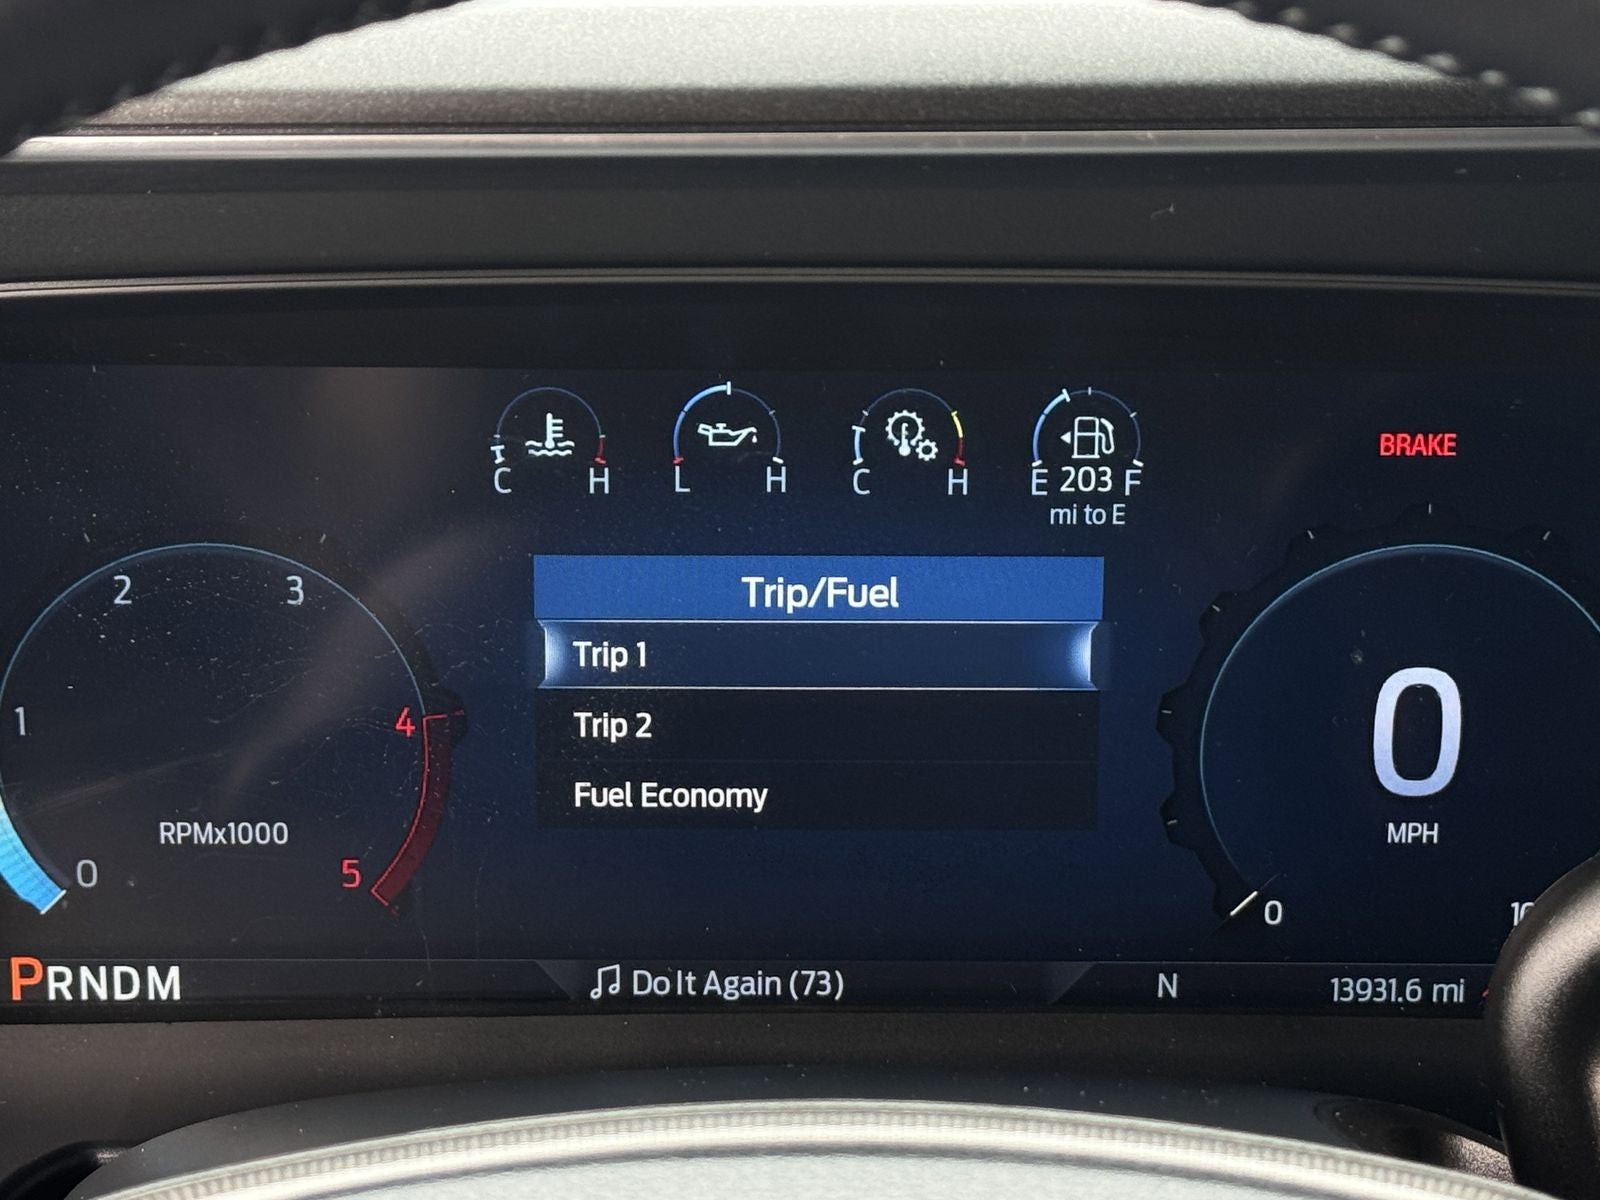 C H
L H
C H
E 203 F
mi to E
BRAKE
Trip/Fuel
Trip 1
Trip 2
Fuel Economy
0
1
2
3
4
5
RPMx1000
0
MPH
0
PRNDM
Do It Again (73)
N
13931.6 mi